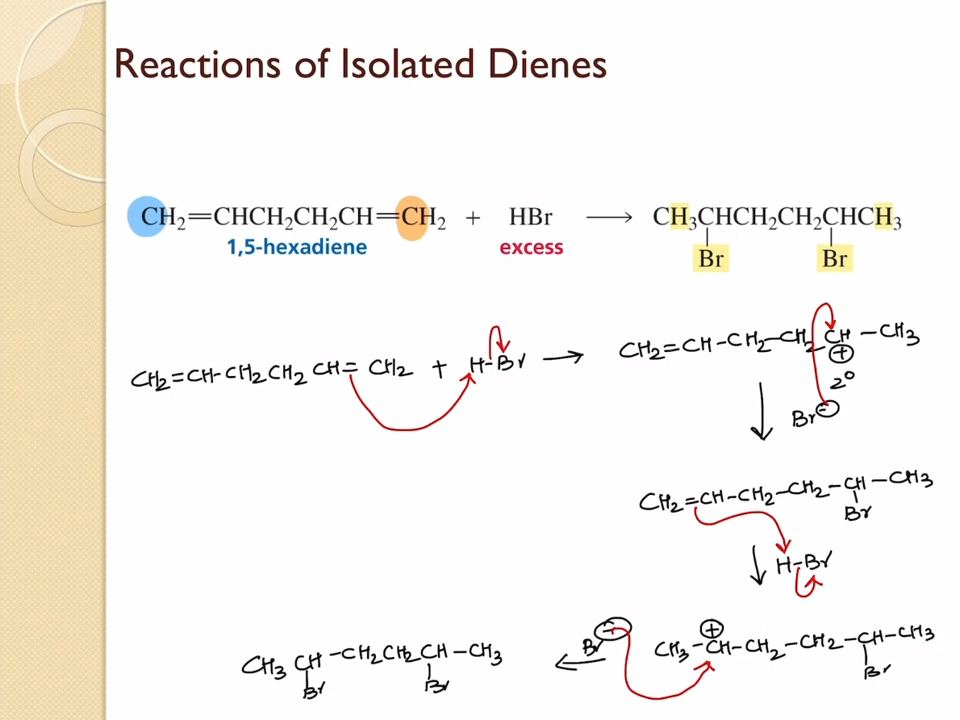 Reactions of Isolated Dienes
CH₂=CHCH₂CH₂CH=CH₂ + HBr ⟶ CH₃CHCH₂CH₂CHCH₃
1,5-hexadiene excess Br Br
CH₂=CH-CH₂CH₂CH=CH₂ + H-Br → CH₂=CH-CH₂-CH₂-CH-CH₃
⊕
2°
Br⊖
CH₂=CH-CH₂-CH₂-CH-CH₃
Br
H-Br
CH₃CH-CH₂CH₂CH-CH₃ ← Br⊖ CH₃-CH-CH₂-CH₂-CH-CH₃
Br Br ⊕ Br